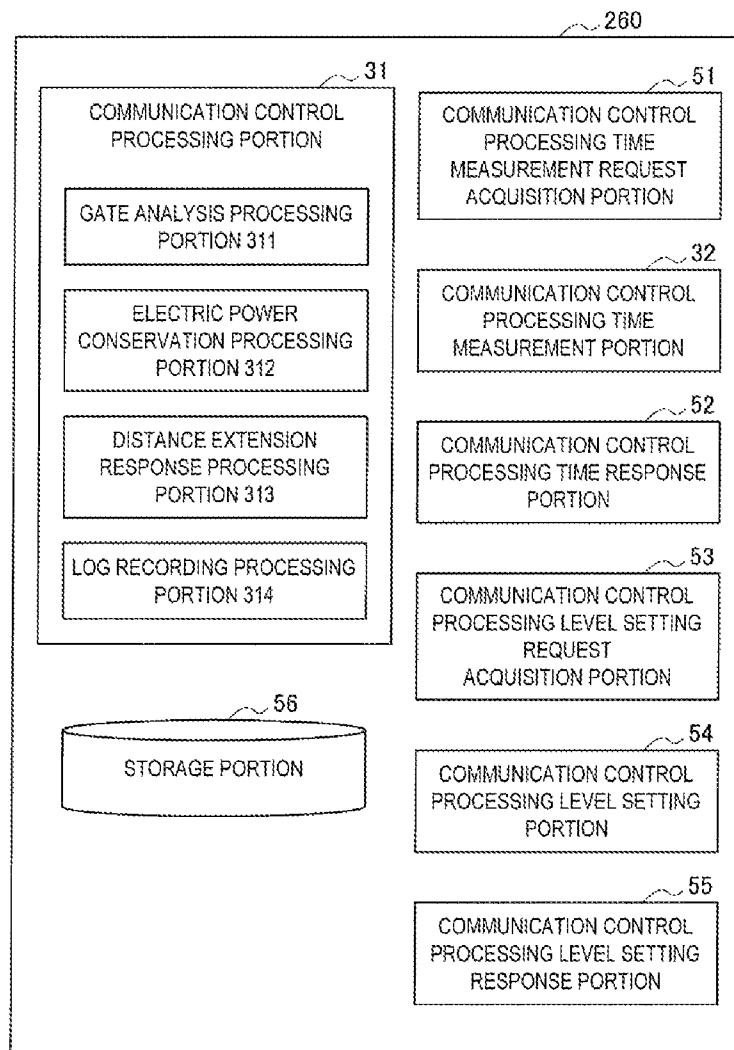 260
31
COMMUNICATION CONTROL
PROCESSING PORTION
GATE ANALYSIS PROCESSING
PORTION 311
ELECTRIC POWER
CONSERVATION PROCESSING
PORTION 312
DISTANCE EXTENSION
RESPONSE PROCESSING
PORTION 313
LOG RECORDING PROCESSING
PORTION 314
56
STORAGE PORTION
51
COMMUNICATION CONTROL
PROCESSING TIME
MEASUREMENT REQUEST
ACQUISITION PORTION
32
COMMUNICATION CONTROL
PROCESSING TIME
MEASUREMENT PORTION
52
COMMUNICATION CONTROL
PROCESSING TIME RESPONSE
PORTION
53
COMMUNICATION CONTROL
PROCESSING LEVEL SETTING
REQUEST
ACQUISITION PORTION
54
COMMUNICATION CONTROL
PROCESSING LEVEL SETTING
PORTION
55
COMMUNICATION CONTROL
PROCESSING LEVEL SETTING
RESPONSE PORTION